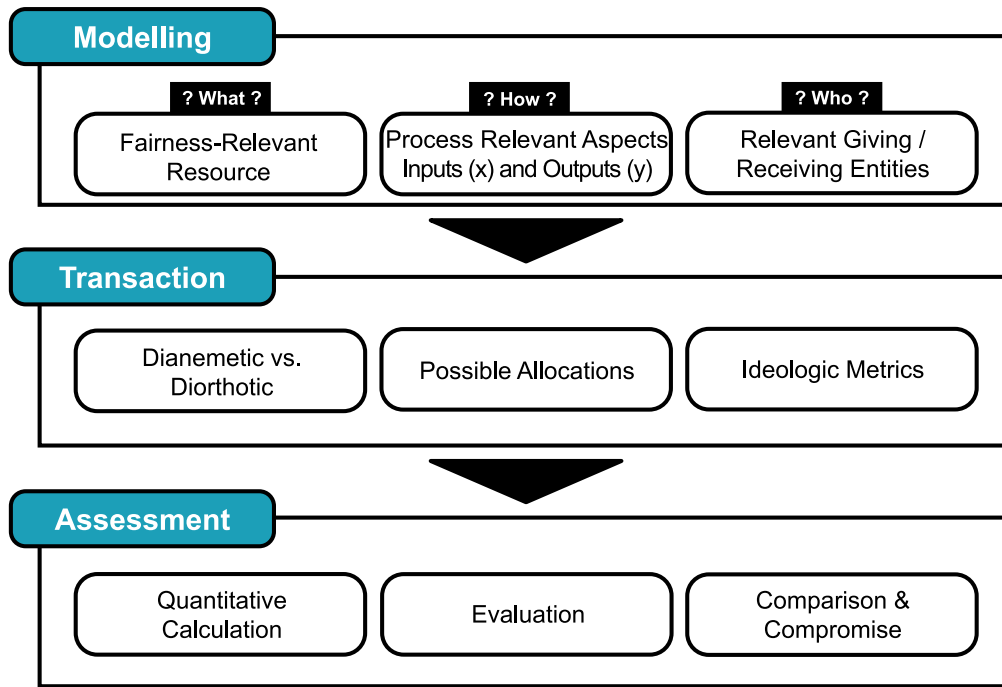 Modelling
? What ?
? How ?
? Who ?
Fairness-Relevant
Resource
Process Relevant Aspects
Inputs (x) and Outputs (y)
Relevant Giving /
Receiving Entities
Transaction
Dianemetic vs.
Diorthotic
Possible Allocations
Ideologic Metrics
Assessment
Quantitative
Calculation
Evaluation
Comparison &
Compromise